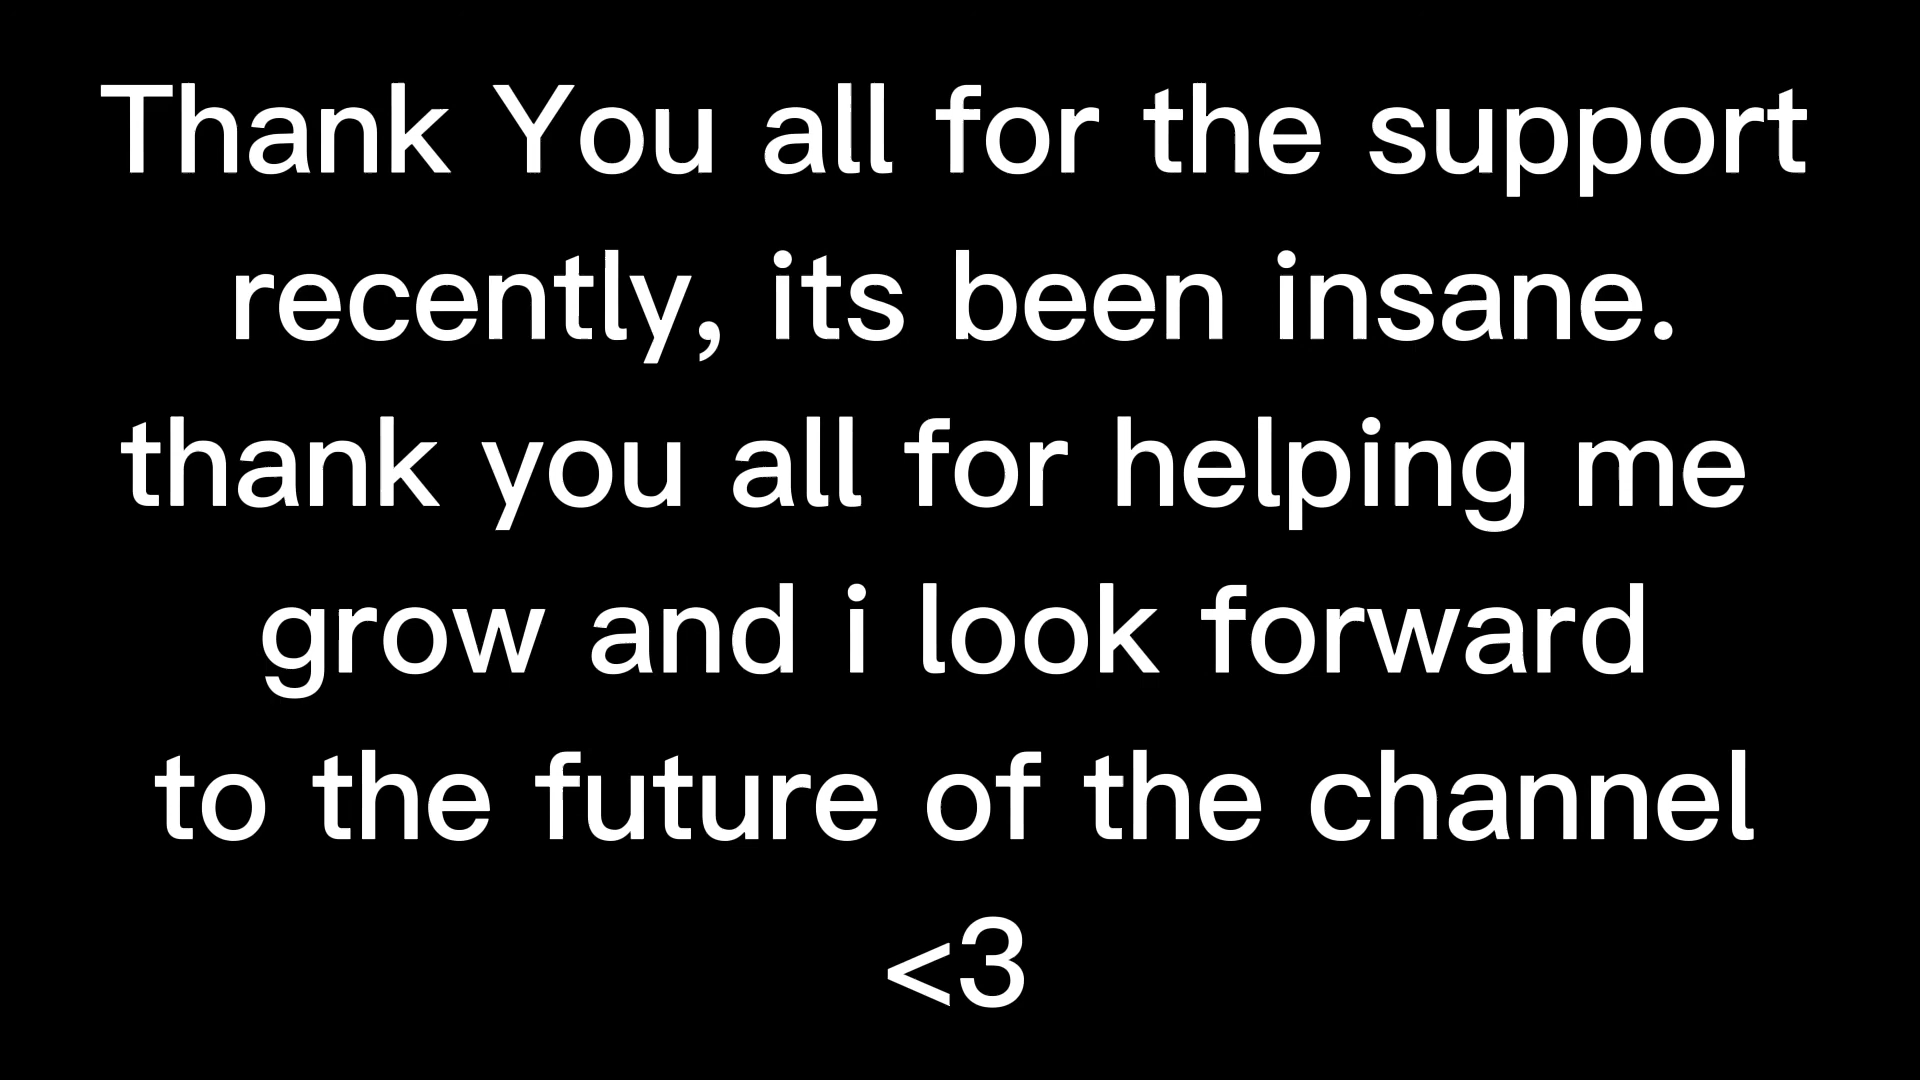 Thank You all for the support
recently, its been insane.
thank you all for helping me
grow and i look forward
to the future of the channel
<3